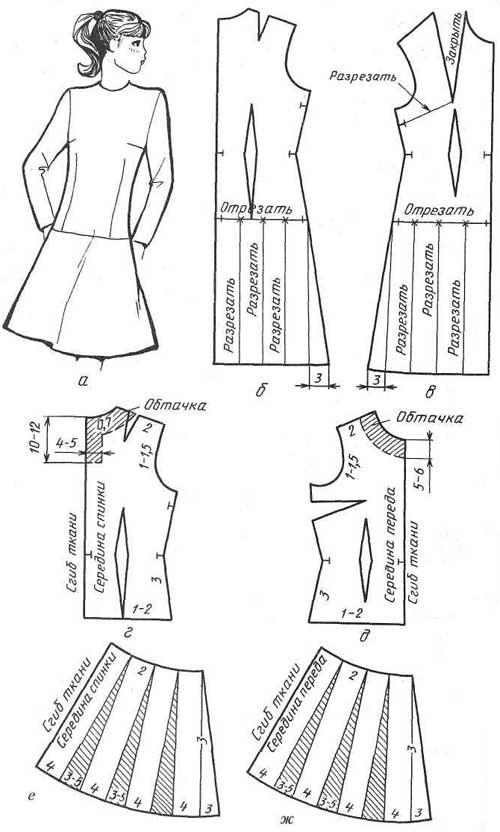 Закрыть
Разрезать
Отрезать
Разрезать
Разрезать
Разрезать
Отрезать
Разрезать
Разрезать
Разрезать
3
3
а
б
в
Обтачка
0,7
2
10-12
4-5
1-1,5
Сгиб ткани
Середина спинки
3
1-2
г
Обтачка
2
1-1,5
5-6
Середина переда
Сгиб ткани
3
1-2
д
Сгиб ткани
Середина спинки
2
3
4
3-5
4
3-5
4
4
3
е
Сгиб ткани
Середина переда
2
3
4
3-5
4
3-5
4
4
3
ж